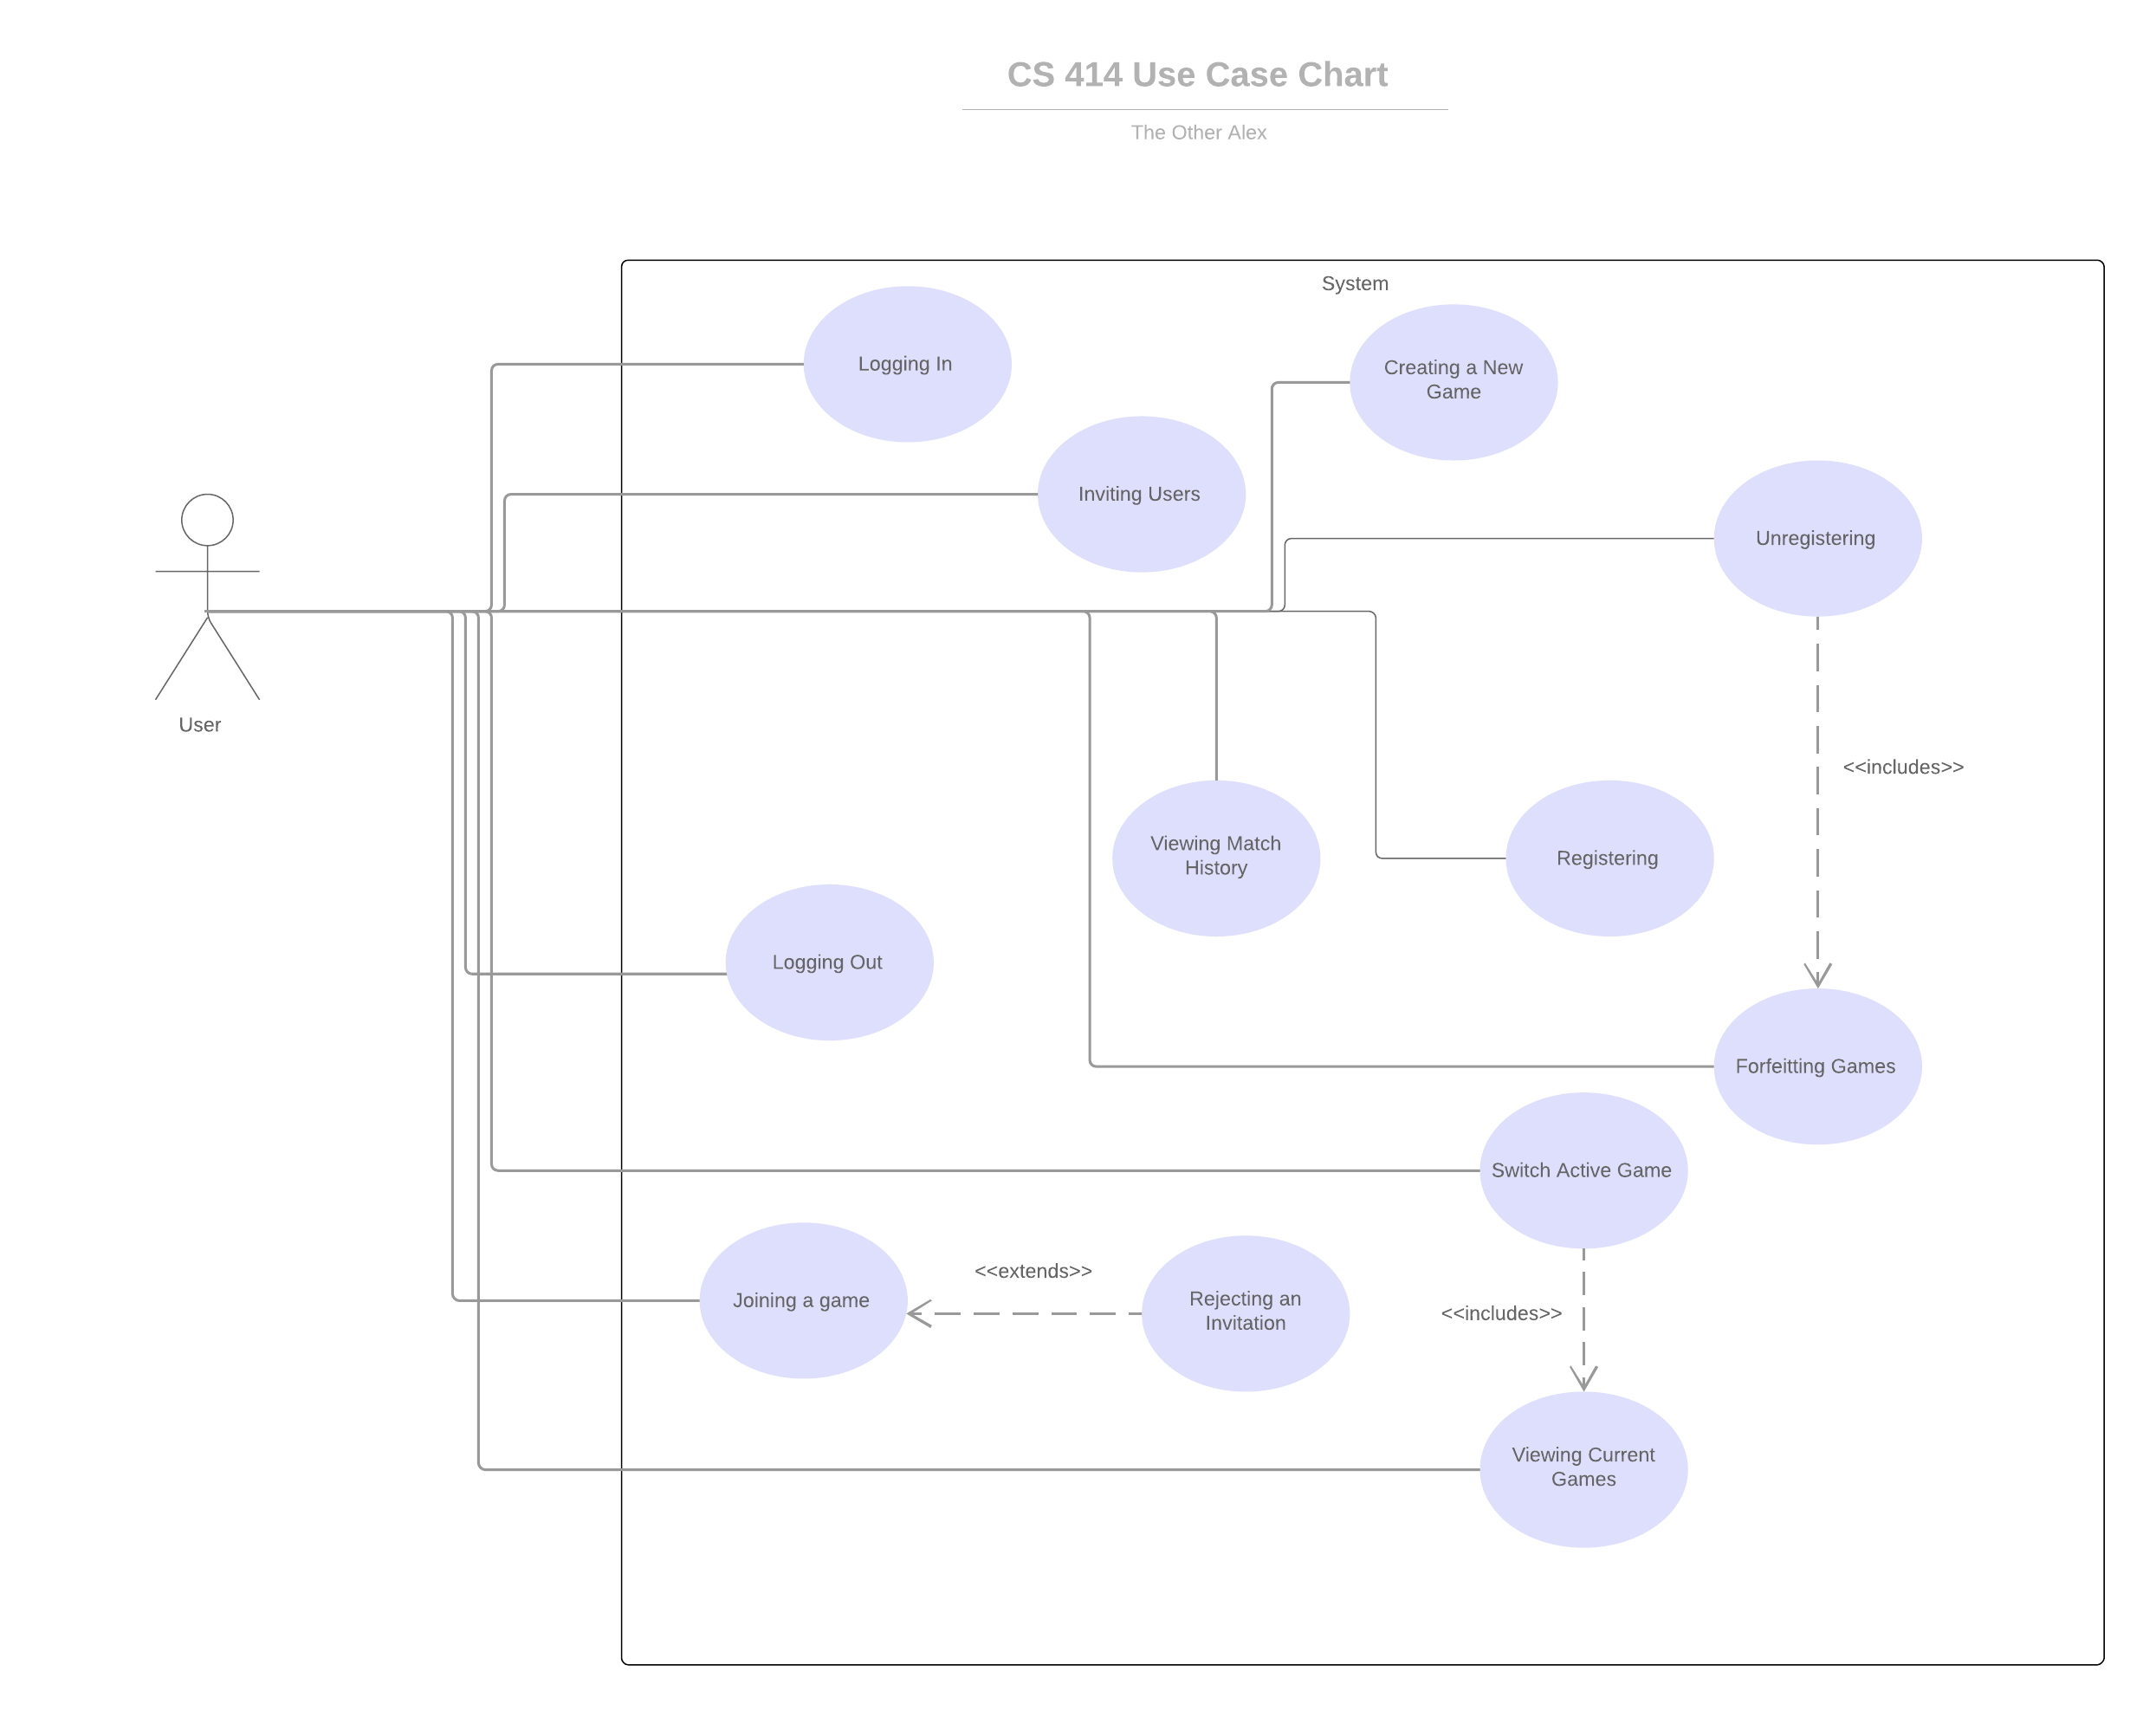 CS 414 Use Case Chart
The Other Alex
System
Logging In
Creating a New
Game
Inviting Users
Unregistering
User
<<includes>>
Viewing Match
History
Registering
Logging Out
Forfeitting Games
Switch Active Game
<<extends>>
Joining a game
Rejecting an
Invitation
<<includes>>
Viewing Current
Games